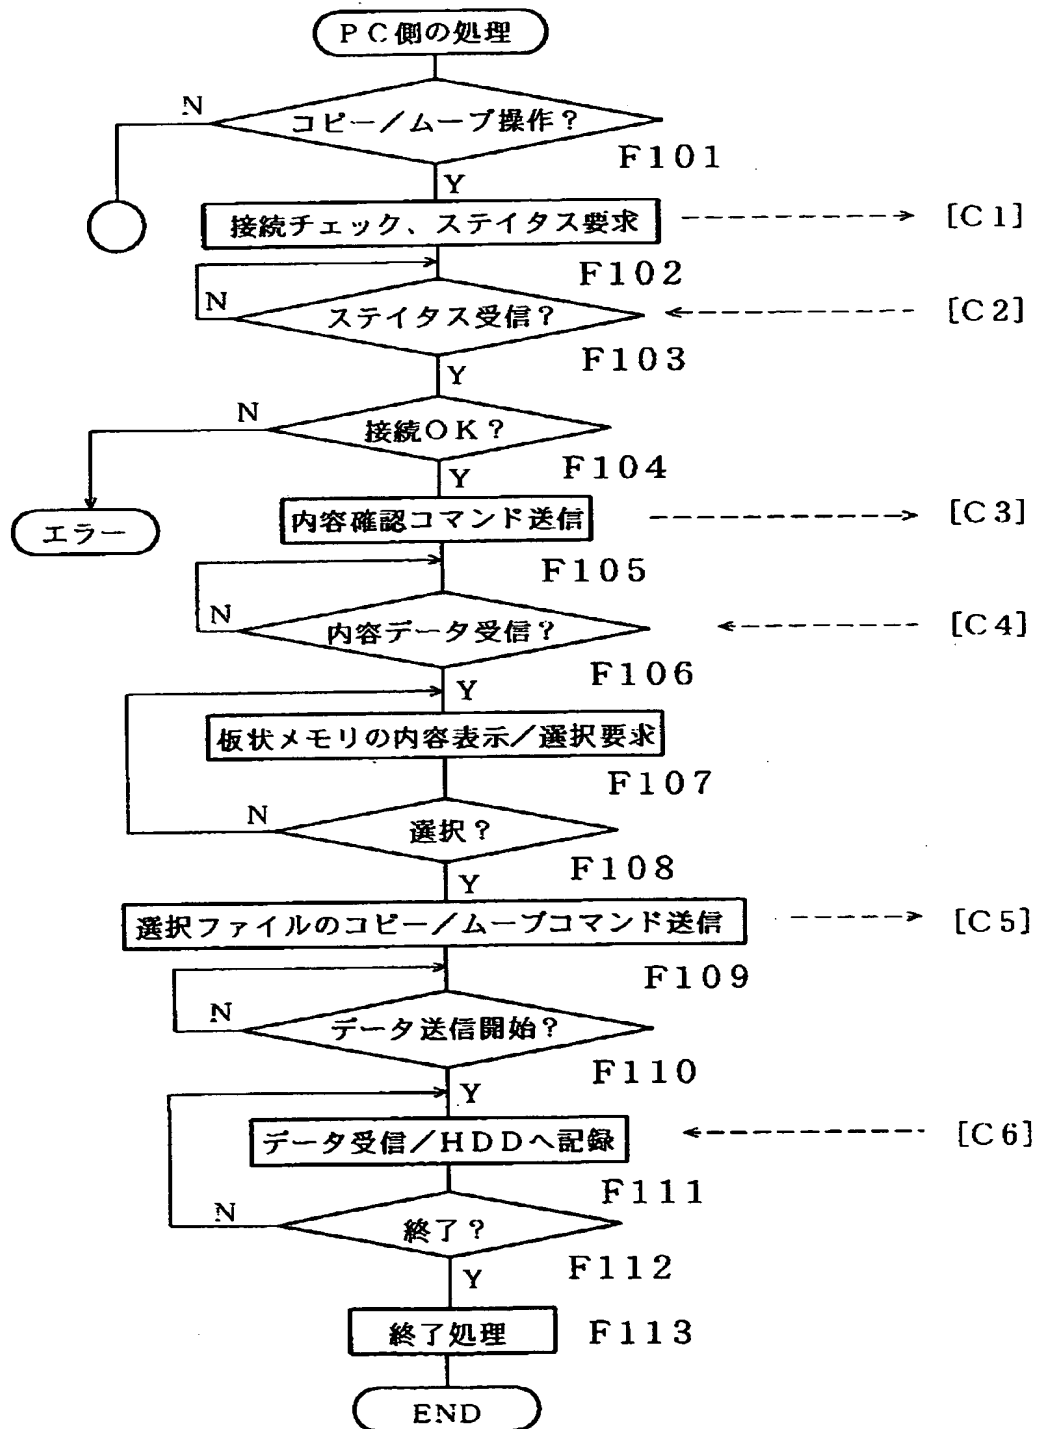 PC側の処理
N
コピー/ムーブ操作?
F101
Y
接続チェック、ステイタス要求
[C1]
F102
N
ステイタス受信?
[C2]
F103
Y
N
接続OK?
F104
Y
エラー
内容確認コマンド送信
[C3]
F105
N
内容データ受信?
[C4]
F106
Y
板状メモリの内容表示/選択要求
F107
N
選択?
F108
Y
選択ファイルのコピー/ムーブコマンド送信
[C5]
F109
N
データ送信開始?
F110
Y
データ受信/HDDへ記録
[C6]
F111
N
終了?
F112
Y
終了処理
F113
END